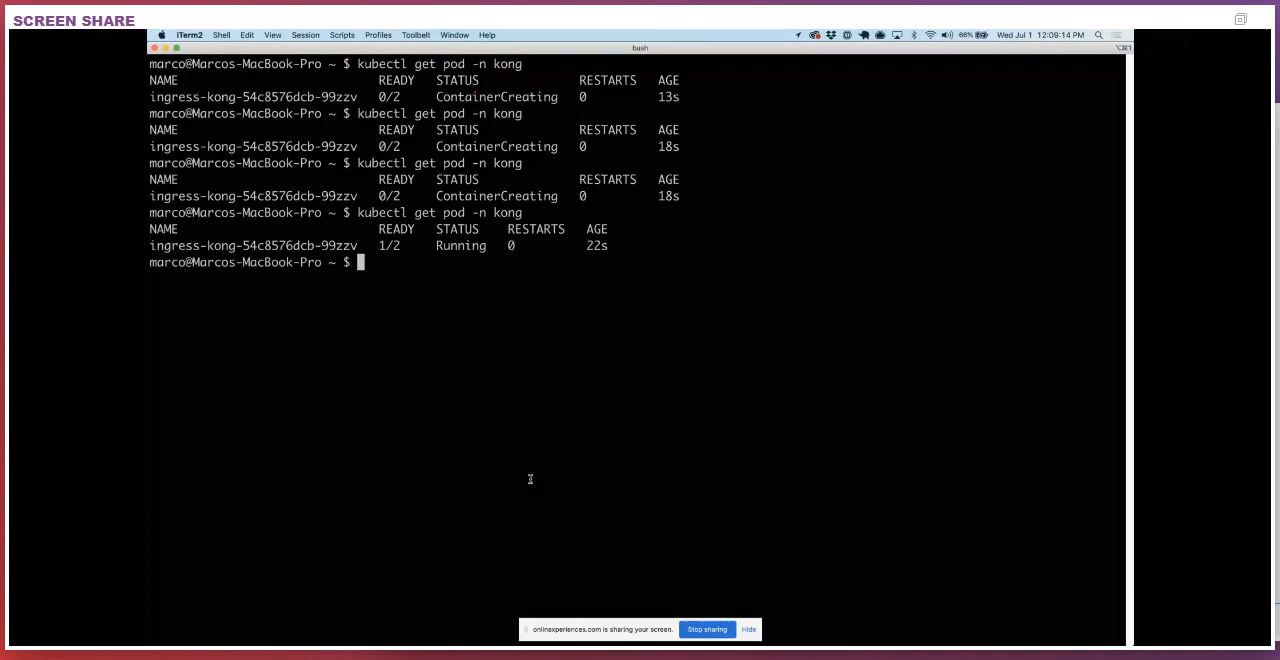 SCREEN SHARE
iTerm2 Shell Edit View Session Scripts Profiles Toolbelt Window Help 66% Wed Jul 1 12:09:14 PM
bash ⌥⌘1
marco@Marcos-MacBook-Pro ~ $ kubectl get pod -n kong
NAME READY STATUS RESTARTS AGE
ingress-kong-54c8576dcb-99zzv 0/2 ContainerCreating 0 13s
marco@Marcos-MacBook-Pro ~ $ kubectl get pod -n kong
NAME READY STATUS RESTARTS AGE
ingress-kong-54c8576dcb-99zzv 0/2 ContainerCreating 0 18s
marco@Marcos-MacBook-Pro ~ $ kubectl get pod -n kong
NAME READY STATUS RESTARTS AGE
ingress-kong-54c8576dcb-99zzv 0/2 ContainerCreating 0 18s
marco@Marcos-MacBook-Pro ~ $ kubectl get pod -n kong
NAME READY STATUS RESTARTS AGE
ingress-kong-54c8576dcb-99zzv 1/2 Running 0 22s
marco@Marcos-MacBook-Pro ~ $
onlinexperiences.com is sharing your screen. Stop sharing Hide